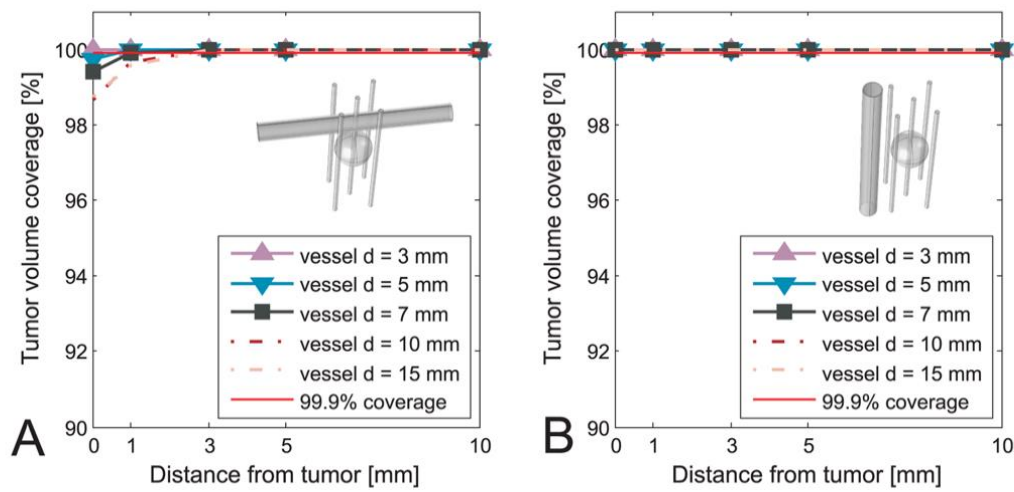 Tumor volume coverage [%]
100
98
96
94
92
90
vessel d = 3 mm
vessel d = 5 mm
vessel d = 7 mm
vessel d = 10 mm
vessel d = 15 mm
99.9% coverage
0 1 3 5 10
Distance from tumor [mm]
A
Tumor volume coverage [%]
100
98
96
94
92
90
vessel d = 3 mm
vessel d = 5 mm
vessel d = 7 mm
vessel d = 10 mm
vessel d = 15 mm
99.9% coverage
0 1 3 5 10
Distance from tumor [mm]
B